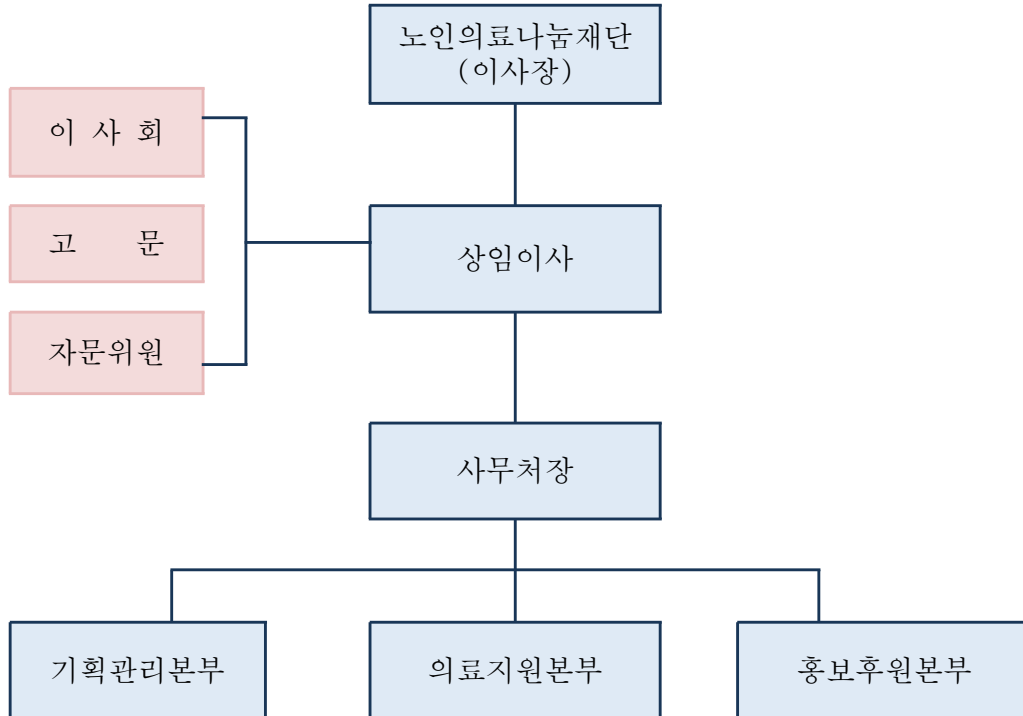 노인의료나눔재단
(이사장)
이 사 회
고 문
상임이사
자문위원
사무처장
기획관리본부
의료지원본부
홍보후원본부